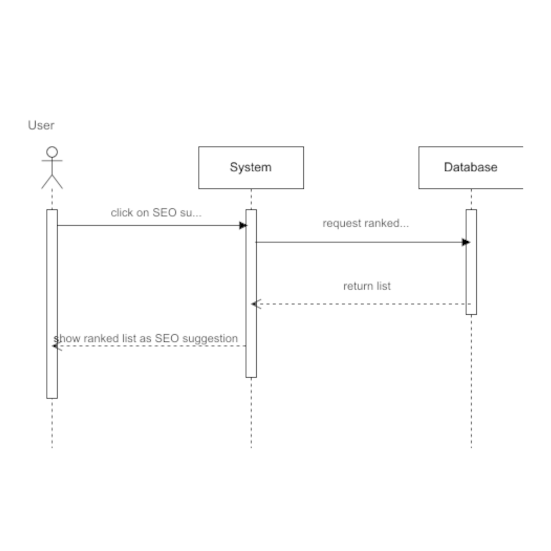 User
System
Database
click on SEO su...
request ranked...
return list
show ranked list as SEO suggestion